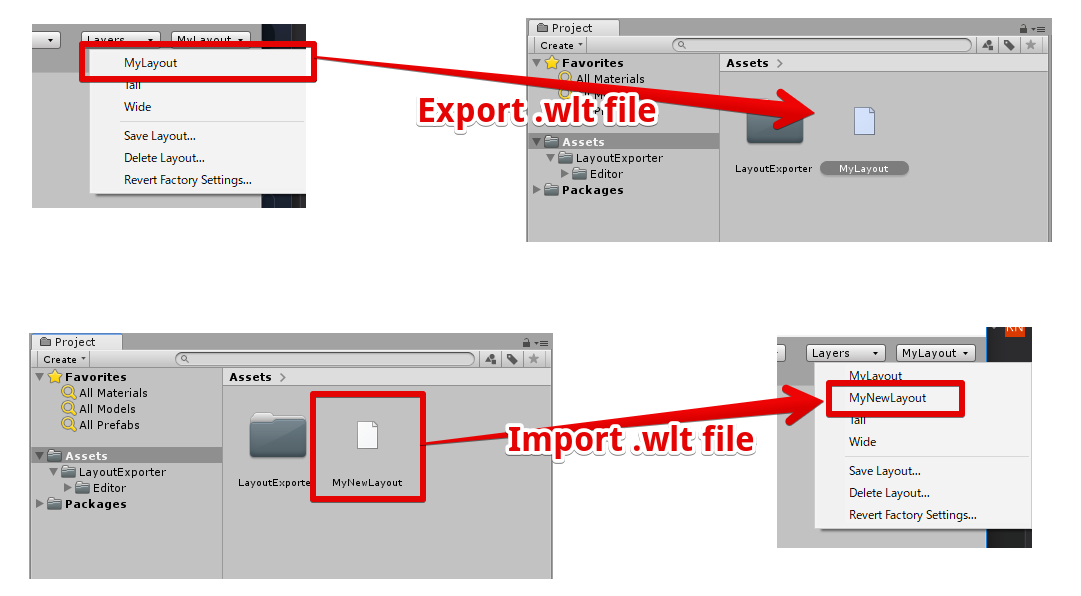 Layers MyLayout
MyLayout
Tall
Wide
Save Layout...
Delete Layout...
Revert Factory Settings...
Export .wlt file
Project
Create
Favorites
All Materials
Assets
LayoutExporter
Editor
Packages
Assets
LayoutExporter MyLayout
Project
Create
Favorites
All Materials
All Models
All Prefabs
Assets
LayoutExporter
Editor
Packages
Assets
LayoutExporte MyNewLayout
Import .wlt file
RN
Layers MyLayout
MyLayout
MyNewLayout
Tall
Wide
Save Layout...
Delete Layout...
Revert Factory Settings...